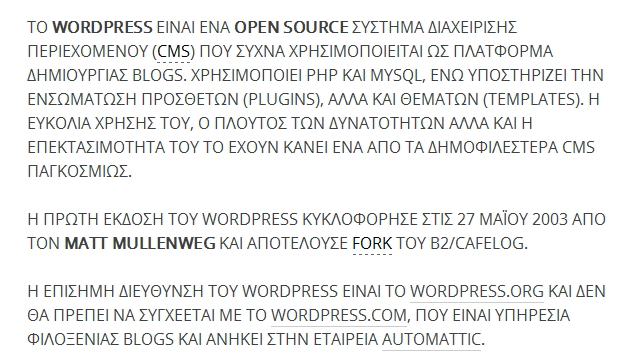 ΤΟ WORDPRESS ΕΙΝΑΙ ΕΝΑ OPEN SOURCE ΣΥΣΤΗΜΑ ΔΙΑΧΕΙΡΙΣΗΣ
ΠΕΡΙΕΧΟΜΕΝΟΥ (CMS) ΠΟΥ ΣΥΧΝΑ ΧΡΗΣΙΜΟΠΟΙΕΙΤΑΙ ΩΣ ΠΛΑΤΦΟΡΜΑ
ΔΗΜΙΟΥΡΓΙΑΣ BLOGS. ΧΡΗΣΙΜΟΠΟΙΕΙ PHP ΚΑΙ MYSQL, ΕΝΩ ΥΠΟΣΤΗΡΙΖΕΙ ΤΗΝ
ΕΝΣΩΜΑΤΩΣΗ ΠΡΟΣΘΕΤΩΝ (PLUGINS), ΑΛΛΑ ΚΑΙ ΘΕΜΑΤΩΝ (TEMPLATES). Η
ΕΥΚΟΛΙΑ ΧΡΗΣΗΣ ΤΟΥ, Ο ΠΛΟΥΤΟΣ ΤΩΝ ΔΥΝΑΤΟΤΗΤΩΝ ΑΛΛΑ ΚΑΙ Η
ΕΠΕΚΤΑΣΙΜΟΤΗΤΑ ΤΟΥ ΤΟ ΕΧΟΥΝ ΚΑΝΕΙ ΕΝΑ ΑΠΟ ΤΑ ΔΗΜΟΦΙΛΕΣΤΕΡΑ CMS
ΠΑΓΚΟΣΜΙΩΣ.
Η ΠΡΩΤΗ ΕΚΔΟΣΗ ΤΟΥ WORDPRESS ΚΥΚΛΟΦΟΡΗΣΕ ΣΤΙΣ 27 ΜΑΪΟΥ 2003 ΑΠΟ
ΤΟΝ MATT MULLENWEG ΚΑΙ ΑΠΟΤΕΛΟΥΣΕ FORK ΤΟΥ B2/CAFELOG.
Η ΕΠΙΣΗΜΗ ΔΙΕΥΘΥΝΣΗ ΤΟΥ WORDPRESS ΕΙΝΑΙ ΤΟ WORDPRESS.ORG ΚΑΙ ΔΕΝ
ΘΑ ΠΡΕΠΕΙ ΝΑ ΣΥΓΧΕΕΤΑΙ ΜΕ ΤΟ WORDPRESS.COM, ΠΟΥ ΕΙΝΑΙ ΥΠΗΡΕΣΙΑ
ΦΙΛΟΞΕΝΙΑΣ BLOGS ΚΑΙ ΑΝΗΚΕΙ ΣΤΗΝ ΕΤΑΙΡΕΙΑ AUTOMATTIC.